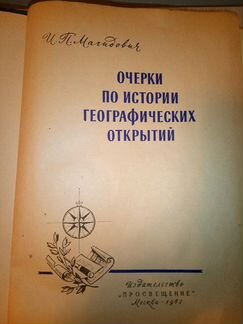 И. П. Магидович
ОЧЕРКИ
ПО ИСТОРИИ
ГЕОГРАФИЧЕСКИХ
ОТКРЫТИЙ
Издательство
„ПРОСВЕЩЕНИЕ"
Москва - 1967